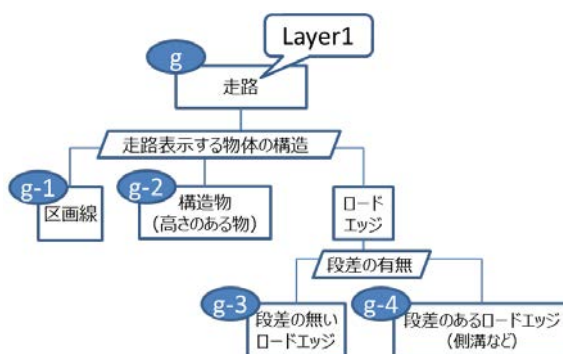 Layer1
g
走路
走路表示する物体の構造
g-1
区画線
g-2
構造物
(高さのある物)
ロード
エッジ
段差の有無
g-3
段差の無い
ロードエッジ
g-4
段差のあるロードエッジ
(側溝など)